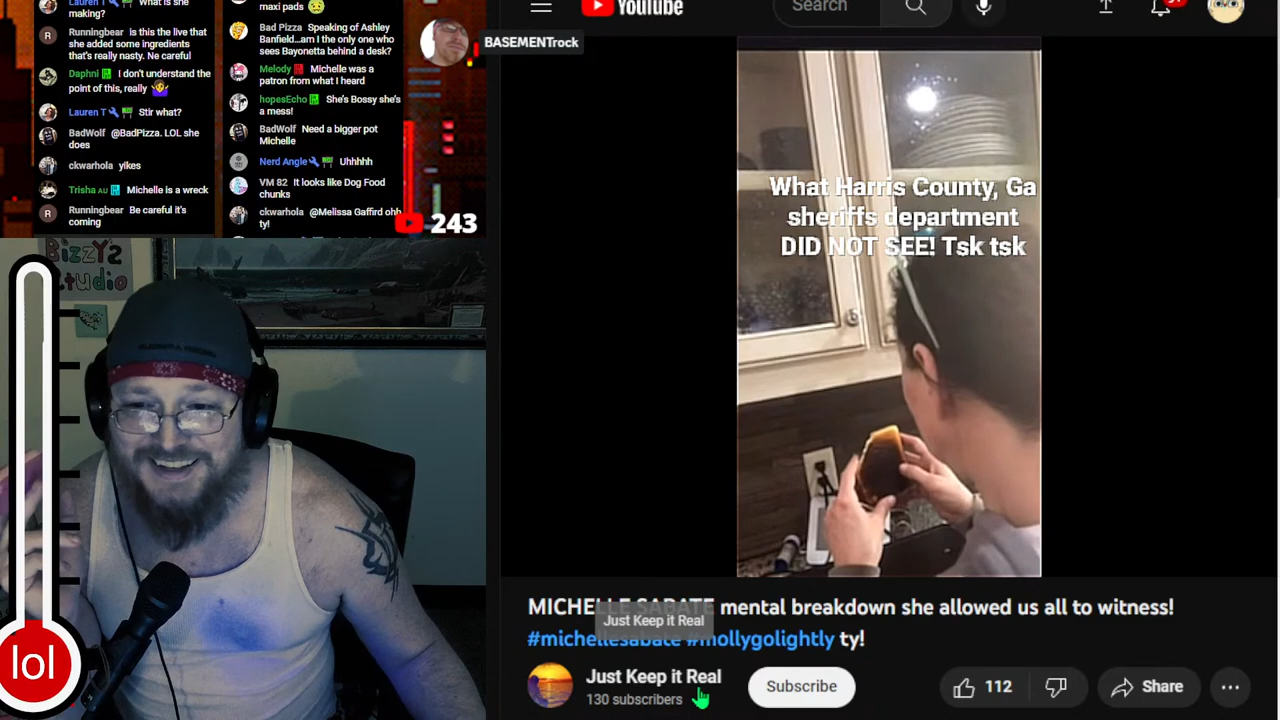 Lauren T What is she
making?
Runningbear is this the live that
she added some ingredients
that's really nasty. Ne careful!
Daphni I don't understand the
point of this, really
Lauren T Stir what?
BadWolf @BadPizza. LOL she
does
ckwarhola yikes
Trisha AU Michelle is a wreck
Runningbear Be careful it's
coming
maxi pads
Bad Pizza Speaking of Ashley
Banfield...am I the only one who
sees Bayonetta behind a desk?
Melody Michelle was a
patron from what I heard
hopesEcho She's Bossy she's
a mess!
BadWolf Need a bigger pot
Michelle
Nerd Angle Uhhhhh
VM 82 It looks like Dog Food
chunks
ckwarhola @Melissa Gaffird ohh
ty!
BASEMENTrock
243
BizzYs
Studio
lol
YouTube
Search
What Harris County, Ga
sheriffs department
DID NOT SEE! Tsk tsk
MICHELLE SABATE mental breakdown she allowed us all to witness!
#michellesabate #mollygolightly ty!
Just Keep it Real
Just Keep it Real
130 subscribers
Subscribe
112
Share